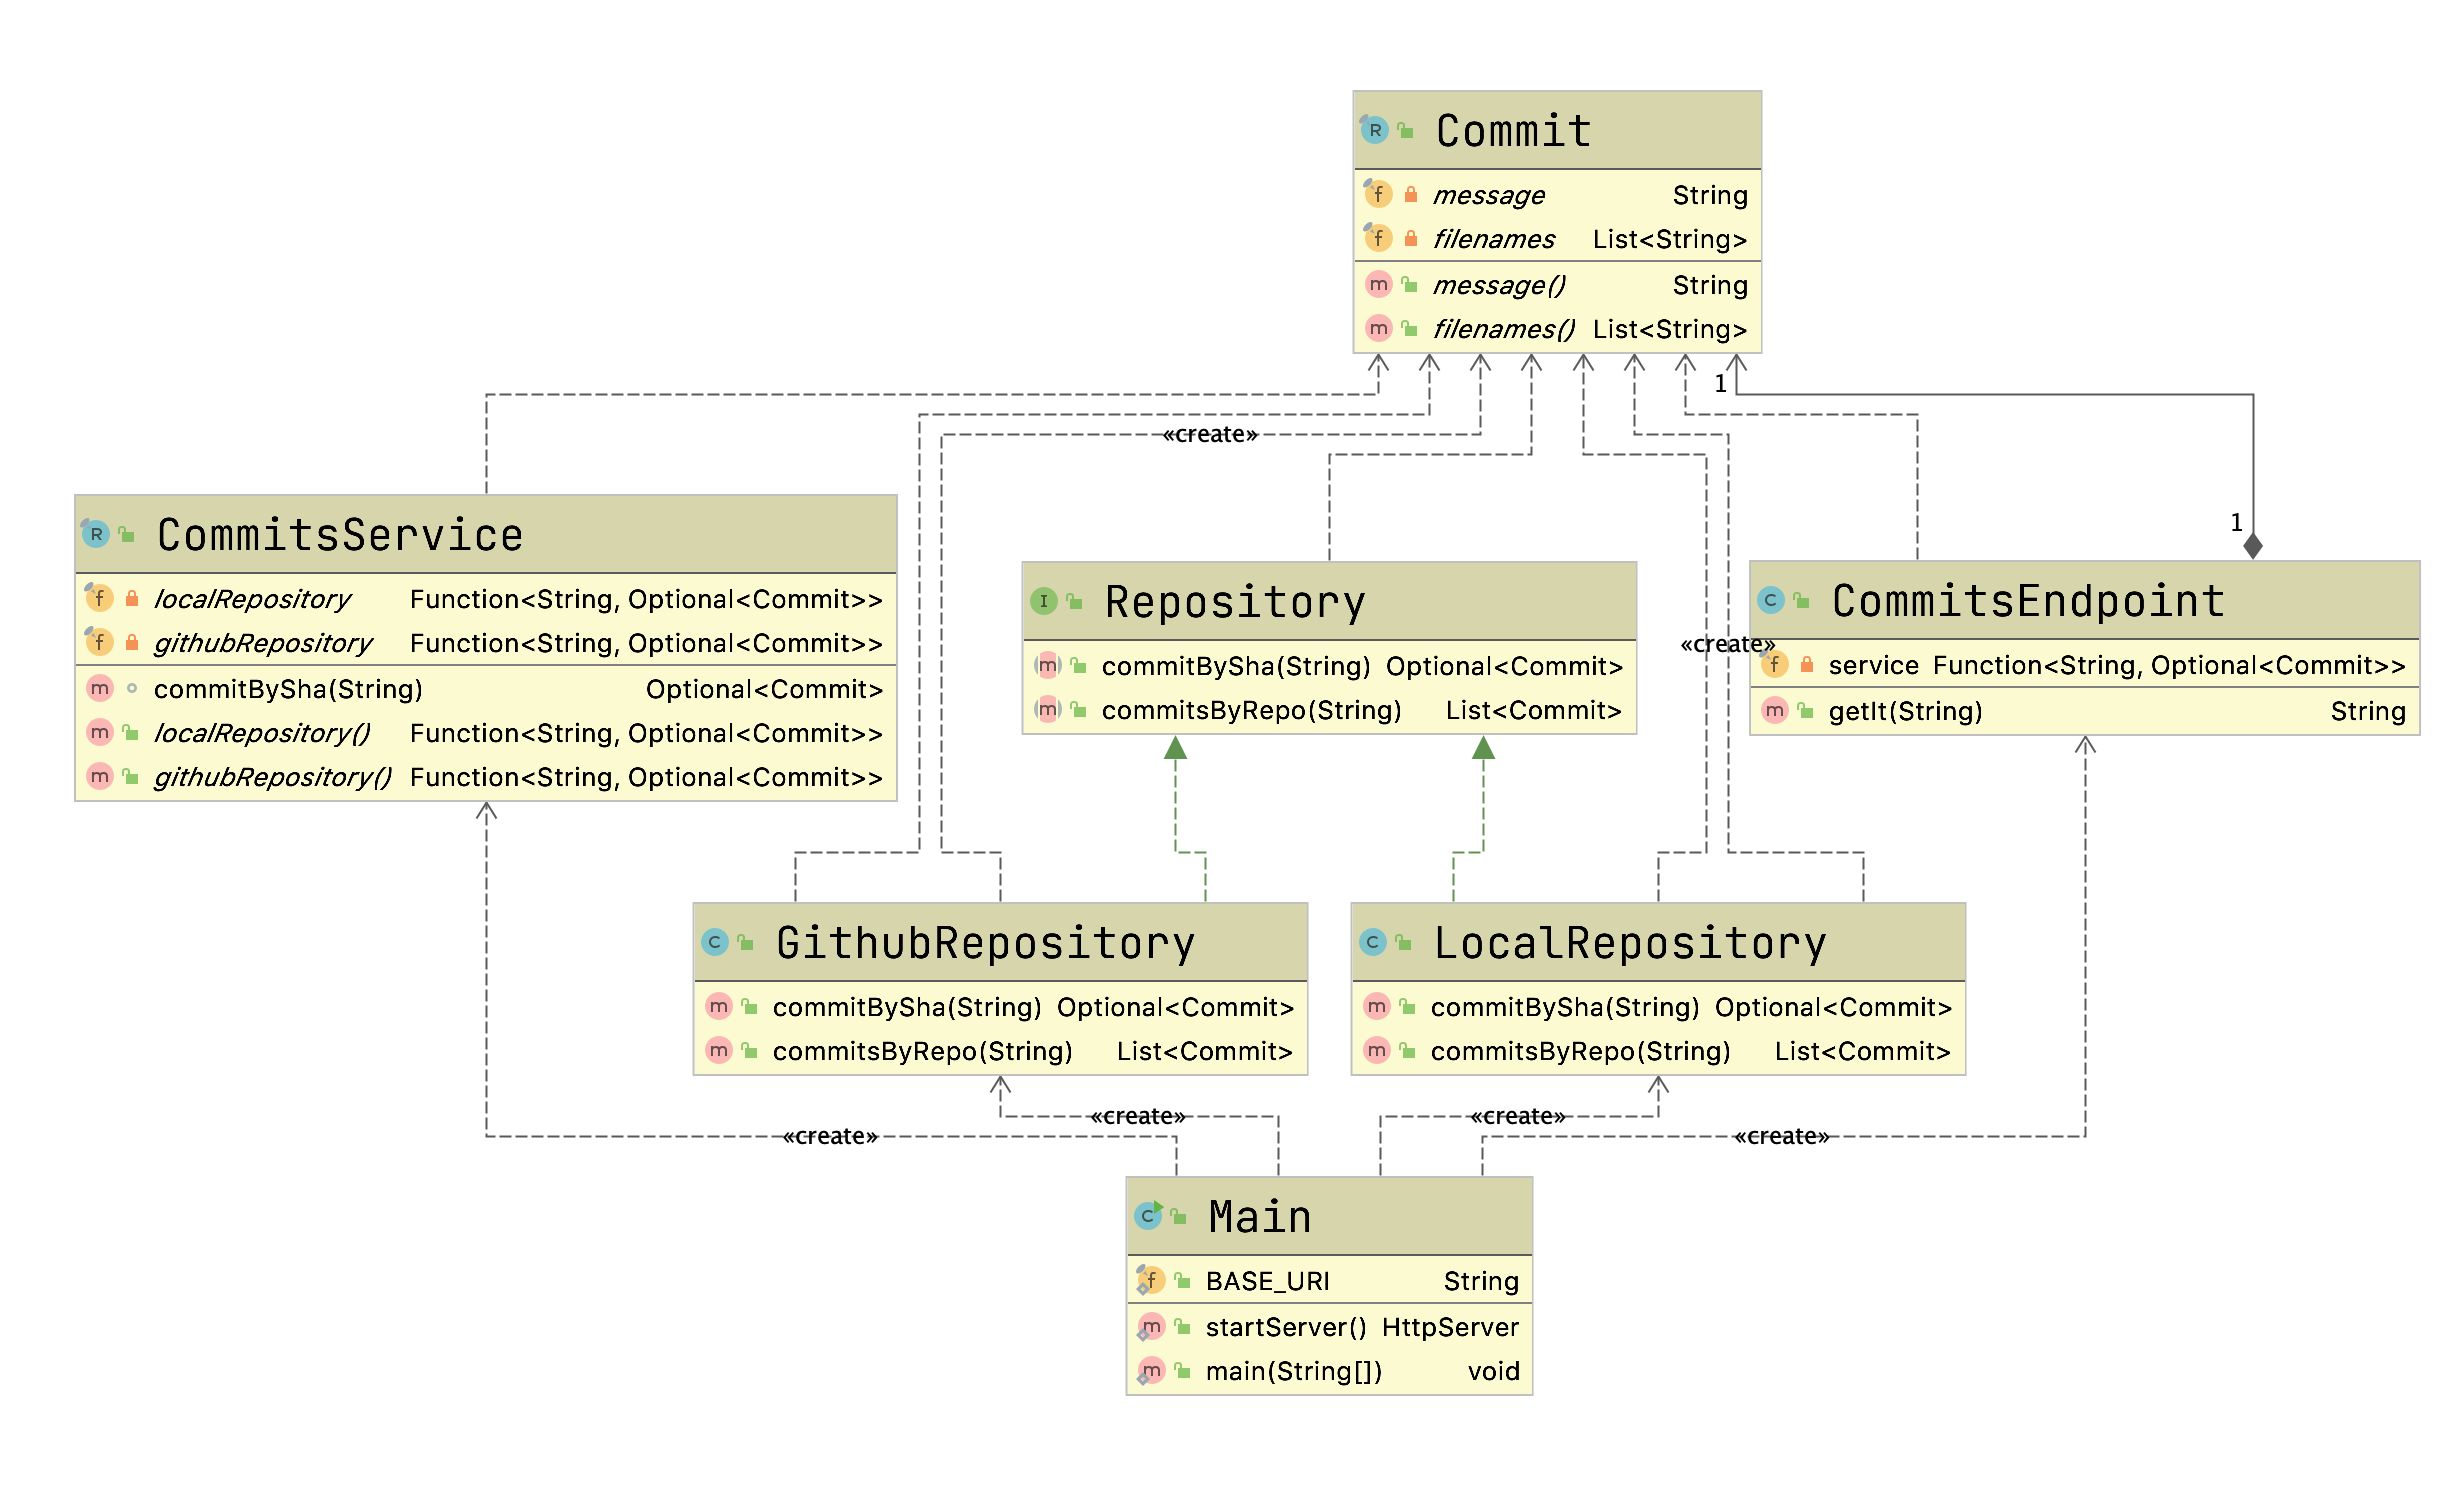 Commit
message String
filenames List<String>
message() String
filenames() List<String>
1
«create»
CommitsService
localRepository Function<String, Optional<Commit>>
githubRepository Function<String, Optional<Commit>>
commitBySha(String) Optional<Commit>
localRepository() Function<String, Optional<Commit>>
githubRepository() Function<String, Optional<Commit>>
Repository
commitBySha(String) Optional<Commit>
commitsByRepo(String) List<Commit>
«create»
1
CommitsEndpoint
service Function<String, Optional<Commit>>
getIt(String) String
GithubRepository
commitBySha(String) Optional<Commit>
commitsByRepo(String) List<Commit>
LocalRepository
commitBySha(String) Optional<Commit>
commitsByRepo(String) List<Commit>
«create»
«create»
«create»
«create»
Main
BASE_URI String
startServer() HttpServer
main(String[]) void